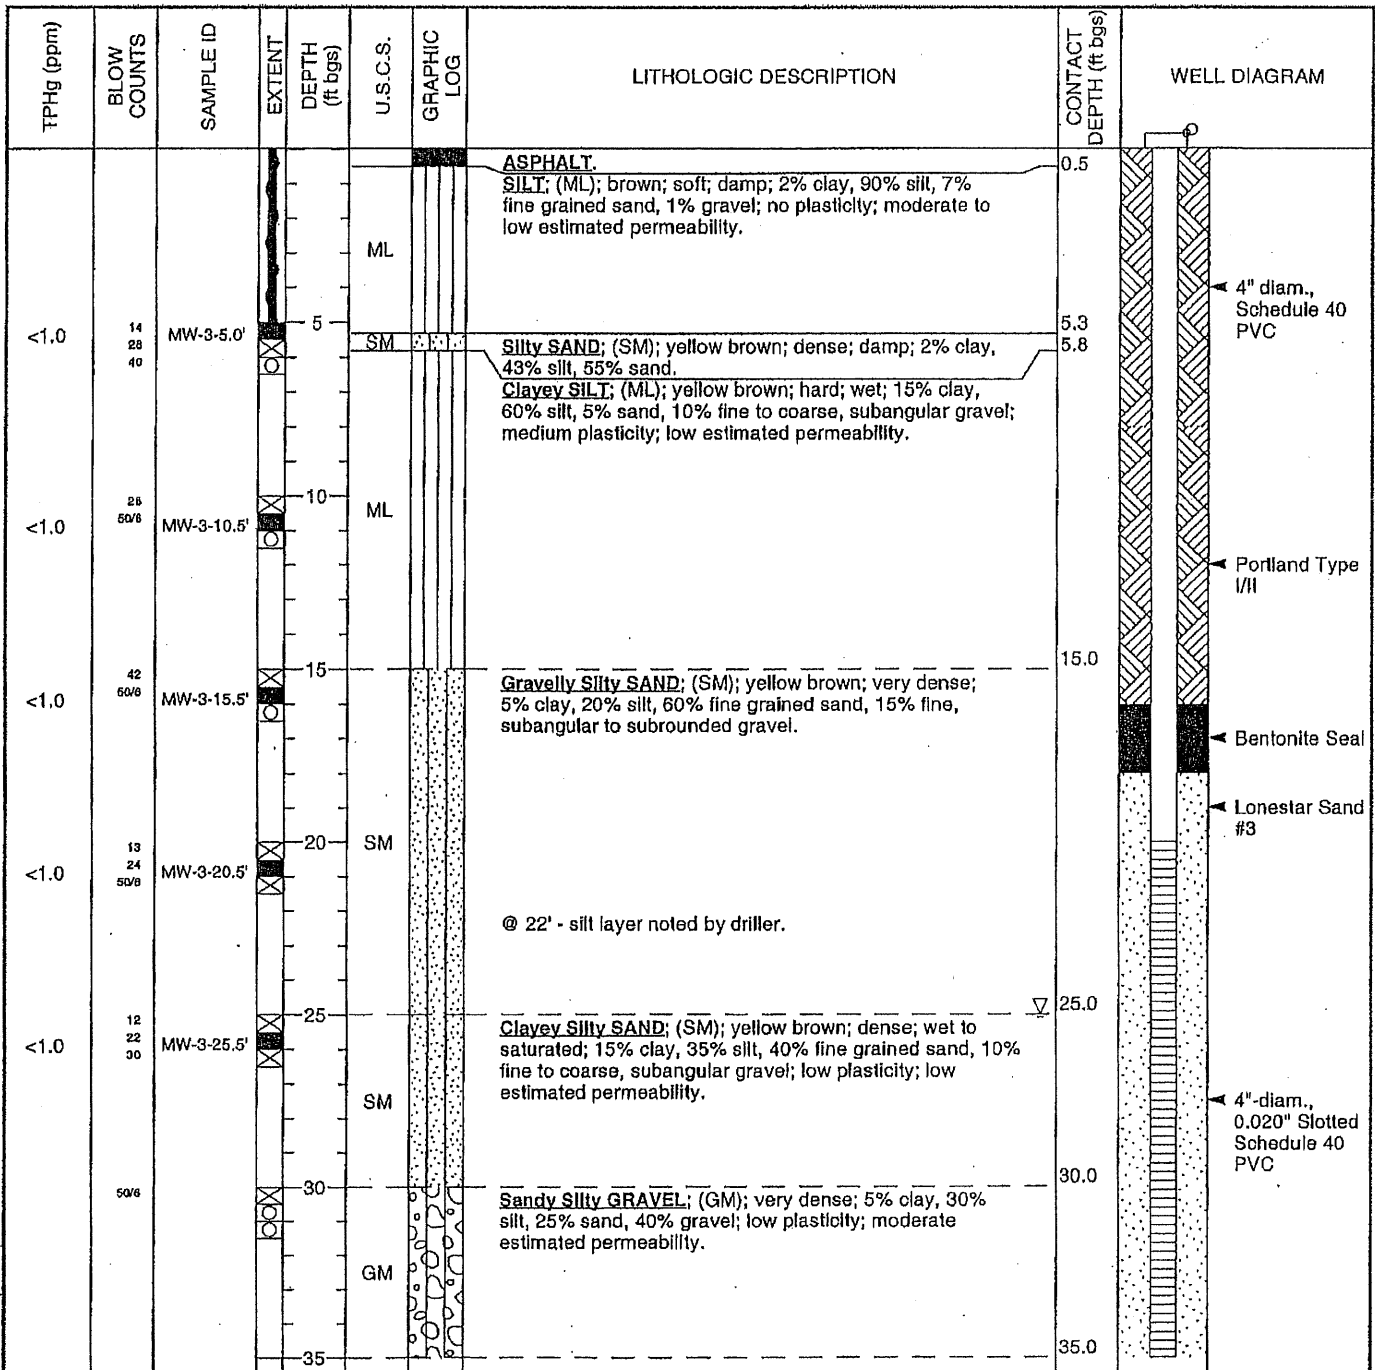 TPHg (ppm)
BLOW COUNTS
SAMPLE ID
EXTENT
DEPTH (ft bgs)
U.S.C.S.
GRAPHIC LOG
LITHOLOGIC DESCRIPTION
CONTACT DEPTH (ft bgs)
WELL DIAGRAM
ASPHALT.
0.5
SILT; (ML); brown; soft; damp; 2% clay, 90% silt, 7%
fine grained sand, 1% gravel; no plasticity; moderate to
low estimated permeability.
ML
4" diam.,
Schedule 40
PVC
<1.0
14
28
40
MW-3-5.0'
5
5.3
SM
Silty SAND; (SM); yellow brown; dense; damp; 2% clay,
43% silt, 55% sand.
5.8
Clayey SILT; (ML); yellow brown; hard; wet; 15% clay,
60% silt, 5% sand, 10% fine to coarse, subangular gravel;
medium plasticity; low estimated permeability.
<1.0
26
50/6
MW-3-10.5'
10
ML
Portland Type
I/II
15
15.0
<1.0
42
50/6
MW-3-15.5'
Gravelly Silty SAND; (SM); yellow brown; very dense;
5% clay, 20% silt, 60% fine grained sand, 15% fine,
subangular to subrounded gravel.
Bentonite Seal
Lonestar Sand
#3
<1.0
13
24
50/6
MW-3-20.5'
20
SM
@ 22' - silt layer noted by driller.
25
25.0
<1.0
12
22
30
MW-3-25.5'
Clayey Silty SAND; (SM); yellow brown; dense; wet to
saturated; 15% clay, 35% silt, 40% fine grained sand, 10%
fine to coarse, subangular gravel; low plasticity; low
estimated permeability.
SM
4"-diam.,
0.020" Slotted
Schedule 40
PVC
50/6
30
30.0
Sandy Silty GRAVEL; (GM); very dense; 5% clay, 30%
silt, 25% sand, 40% gravel; low plasticity; moderate
estimated permeability.
GM
35
35.0